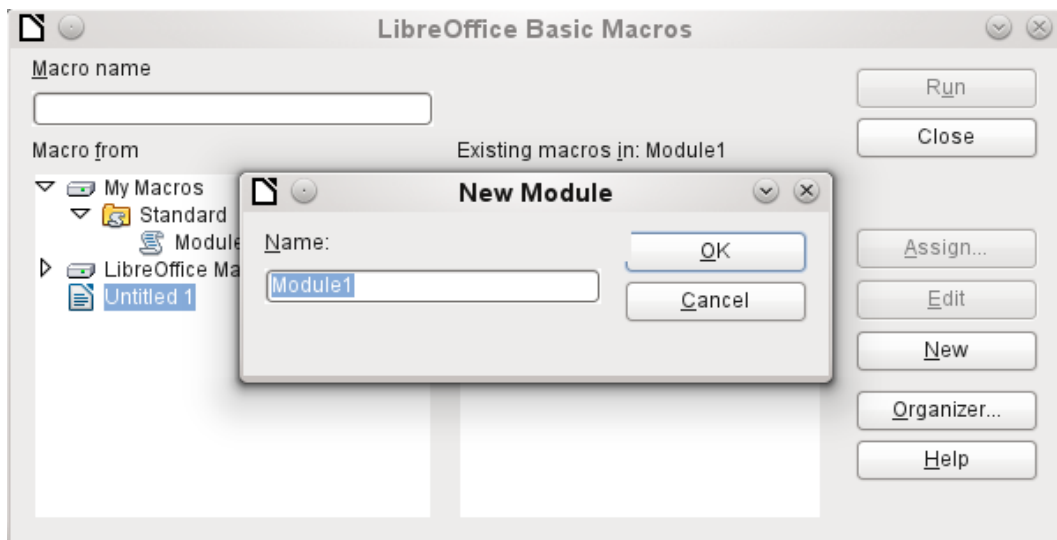 LibreOffice Basic Macros
Macro name
Run
Close
Macro from
Existing macros in: Module1
My Macros
Standard
Module
LibreOffice Ma
Untitled 1
New Module
Name:
Module1
OK
Cancel
Assign...
Edit
New
Organizer...
Help